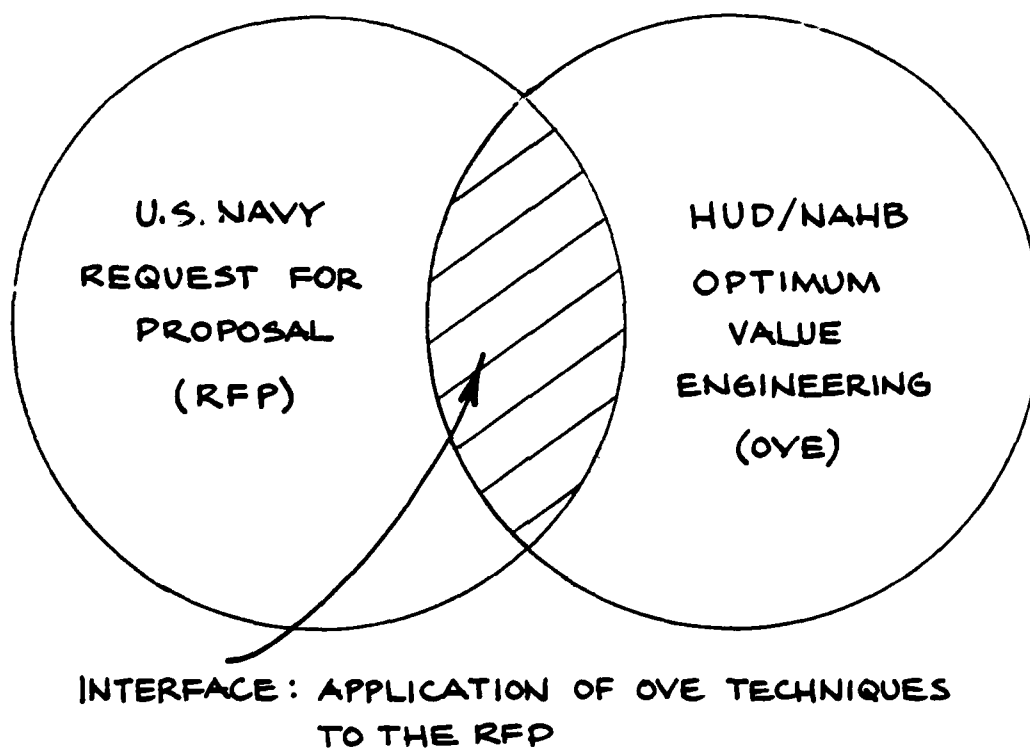 U.S. NAVY
REQUEST FOR
PROPOSAL
(RFP)
HUD/NAHB
OPTIMUM
VALUE
ENGINEERING
(OVE)
INTERFACE: APPLICATION OF OVE TECHNIQUES
TO THE RFP